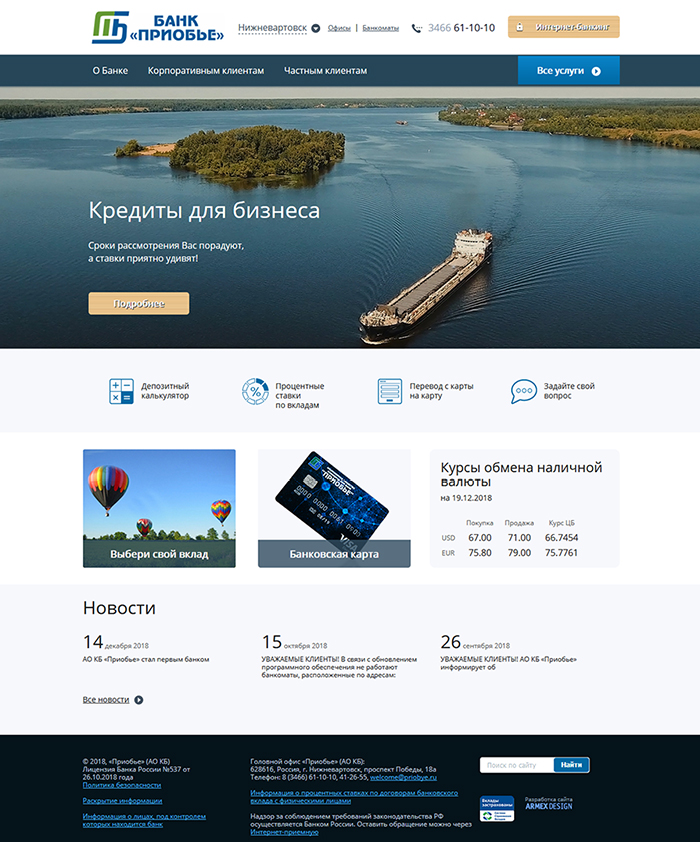 ПБ БАНК
«ПРИОБЬЕ»
Нижневартовск Офисы | Банкоматы 3466 61-10-10 Интернет-банкинг
О Банке Корпоративным клиентам Частным клиентам Все услуги
Кредиты для бизнеса
Сроки рассмотрения Вас порадуют,
а ставки приятно удивят!
Подробнее
Депозитный
калькулятор
Процентные
ставки
по вкладам
Перевод с карты
на карту
Задайте свой
вопрос
Выбери свой вклад
"ПРИОБЬЕ"
VISA
Банковская карта
Курсы обмена наличной
валюты
на 19.12.2018
Покупка Продажа Курс ЦБ
USD 67.00 71.00 66.7454
EUR 75.80 79.00 75.7761
Новости
14 декабря 2018
АО КБ «Приобье» стал первым банком
15 октября 2018
УВАЖАЕМЫЕ КЛИЕНТЫ! В связи с обновлением
программного обеспечения не работают
банкоматы, расположенные по адресам:
26 сентября 2018
УВАЖАЕМЫЕ КЛИЕНТЫ! АО КБ «Приобье»
информирует об
Все новости
© 2018, «Приобье» (АО КБ)
Лицензия Банка России №537 от
26.10.2018 года
Политика безопасности
Раскрытие информации
Информация о лицах, под контролем
которых находится банк
Головной офис «Приобье» (АО КБ):
628616, Россия, г. Нижневартовск, проспект Победы, 18а
Телефон: 8 (3466) 61-10-10, 41-26-55, welcome@priobye.ru
Информация о процентных ставках по договорам банковского
вклада с физическими лицами
Надзор за соблюдением требований законодательства РФ
осуществляется Банком России. Оставить обращение можно через
Интернет-приемную
Поиск по сайту Найти
Вклады
застрахованы
Разработка сайта
ARMEX DESIGN